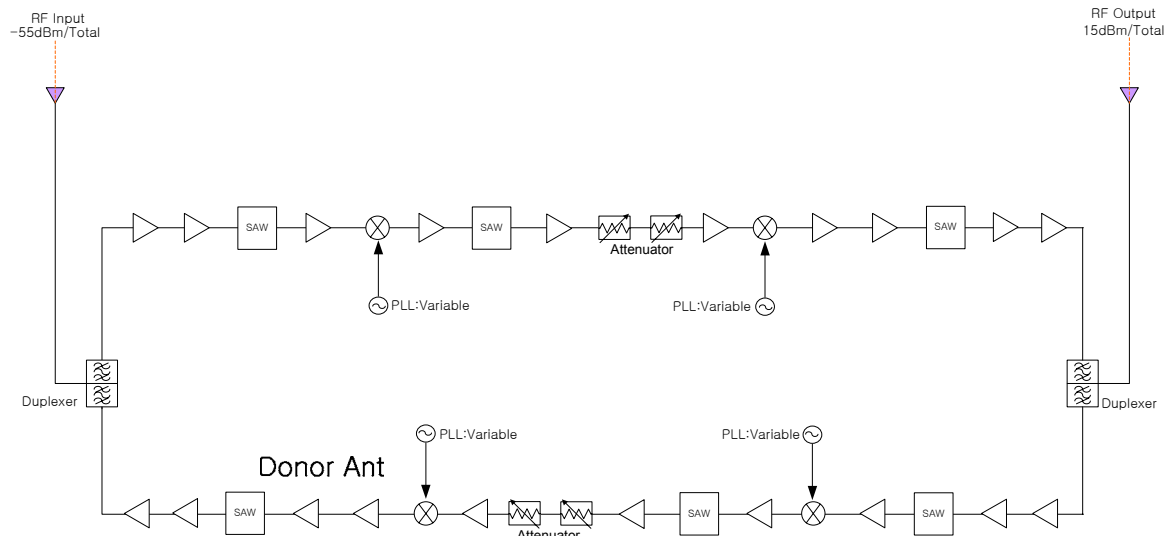 RF Input
-55dBm/Total
RF Output
15dBm/Total
SAW
SAW
SAW
Attenuator
PLL:Variable
PLL:Variable
Duplexer
Duplexer
PLL:Variable
PLL:Variable
Donor Ant
SAW
SAW
SAW
Attenuator